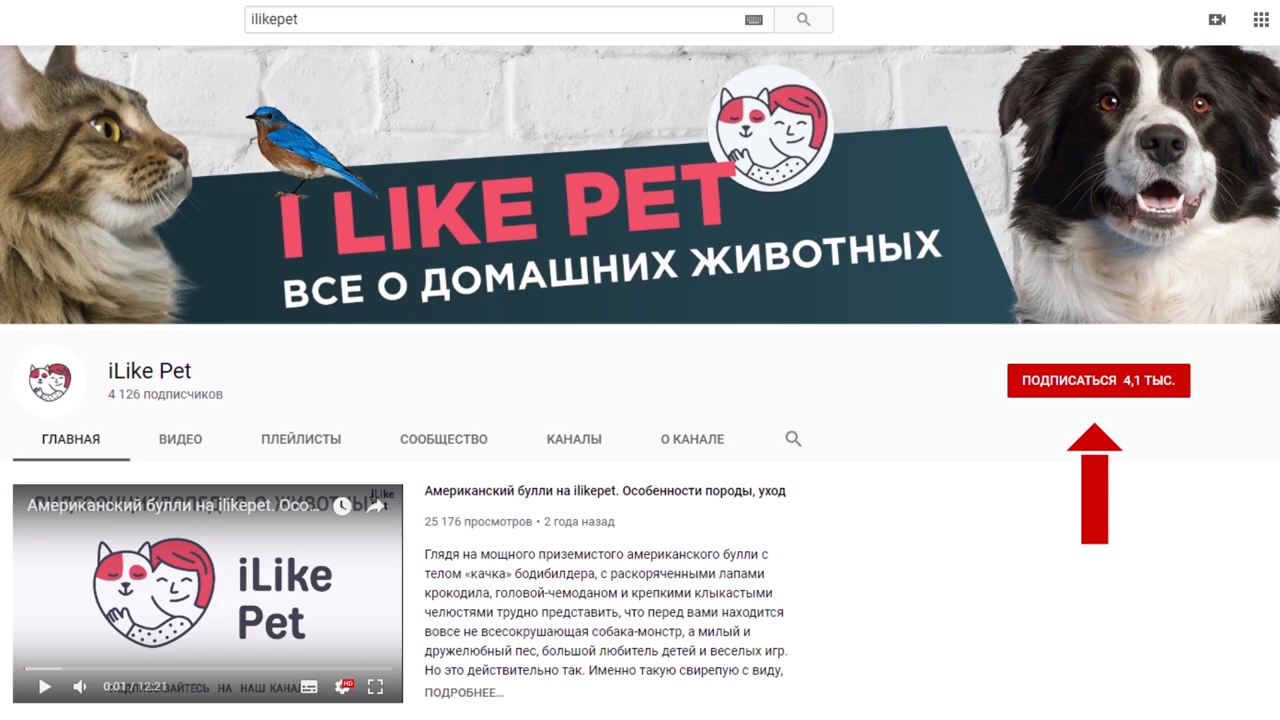 ilikepet
I LIKE PET
ВСЕ О ДОМАШНИХ ЖИВОТНЫХ
iLike Pet
4 126 подписчиков
ПОДПИСАТЬСЯ 4,1 ТЫС.
ГЛАВНАЯ ВИДЕО ПЛЕЙЛИСТЫ СООБЩЕСТВО КАНАЛЫ О КАНАЛЕ
Американский булли на ilikepet. Осо...
iLike
Pet
0:01 / 12:21
HD
Американский булли на ilikepet. Особенности породы, уход
25 176 просмотров • 2 года назад
Глядя на мощного приземистого американского булли с
телом «качка» бодибилдера, с раскоряченными лапами
крокодила, головой-чемоданом и крепкими клыкастыми
челюстями трудно представить, что перед вами находится
вовсе не всесокрушающая собака-монстр, а милый и
дружелюбный пес, большой любитель детей и веселых игр.
Но это действительно так. Именно такую свирепую с виду,
ПОДРОБНЕЕ...